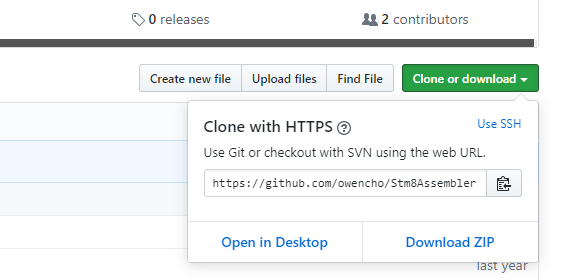 0 releases
2 contributors
Create new file
Upload files
Find File
Clone or download
Clone with HTTPS
Use SSH
Use Git or checkout with SVN using the web URL.
https://github.com/owencho/Stm8Assembler
Open in Desktop
Download ZIP
last year